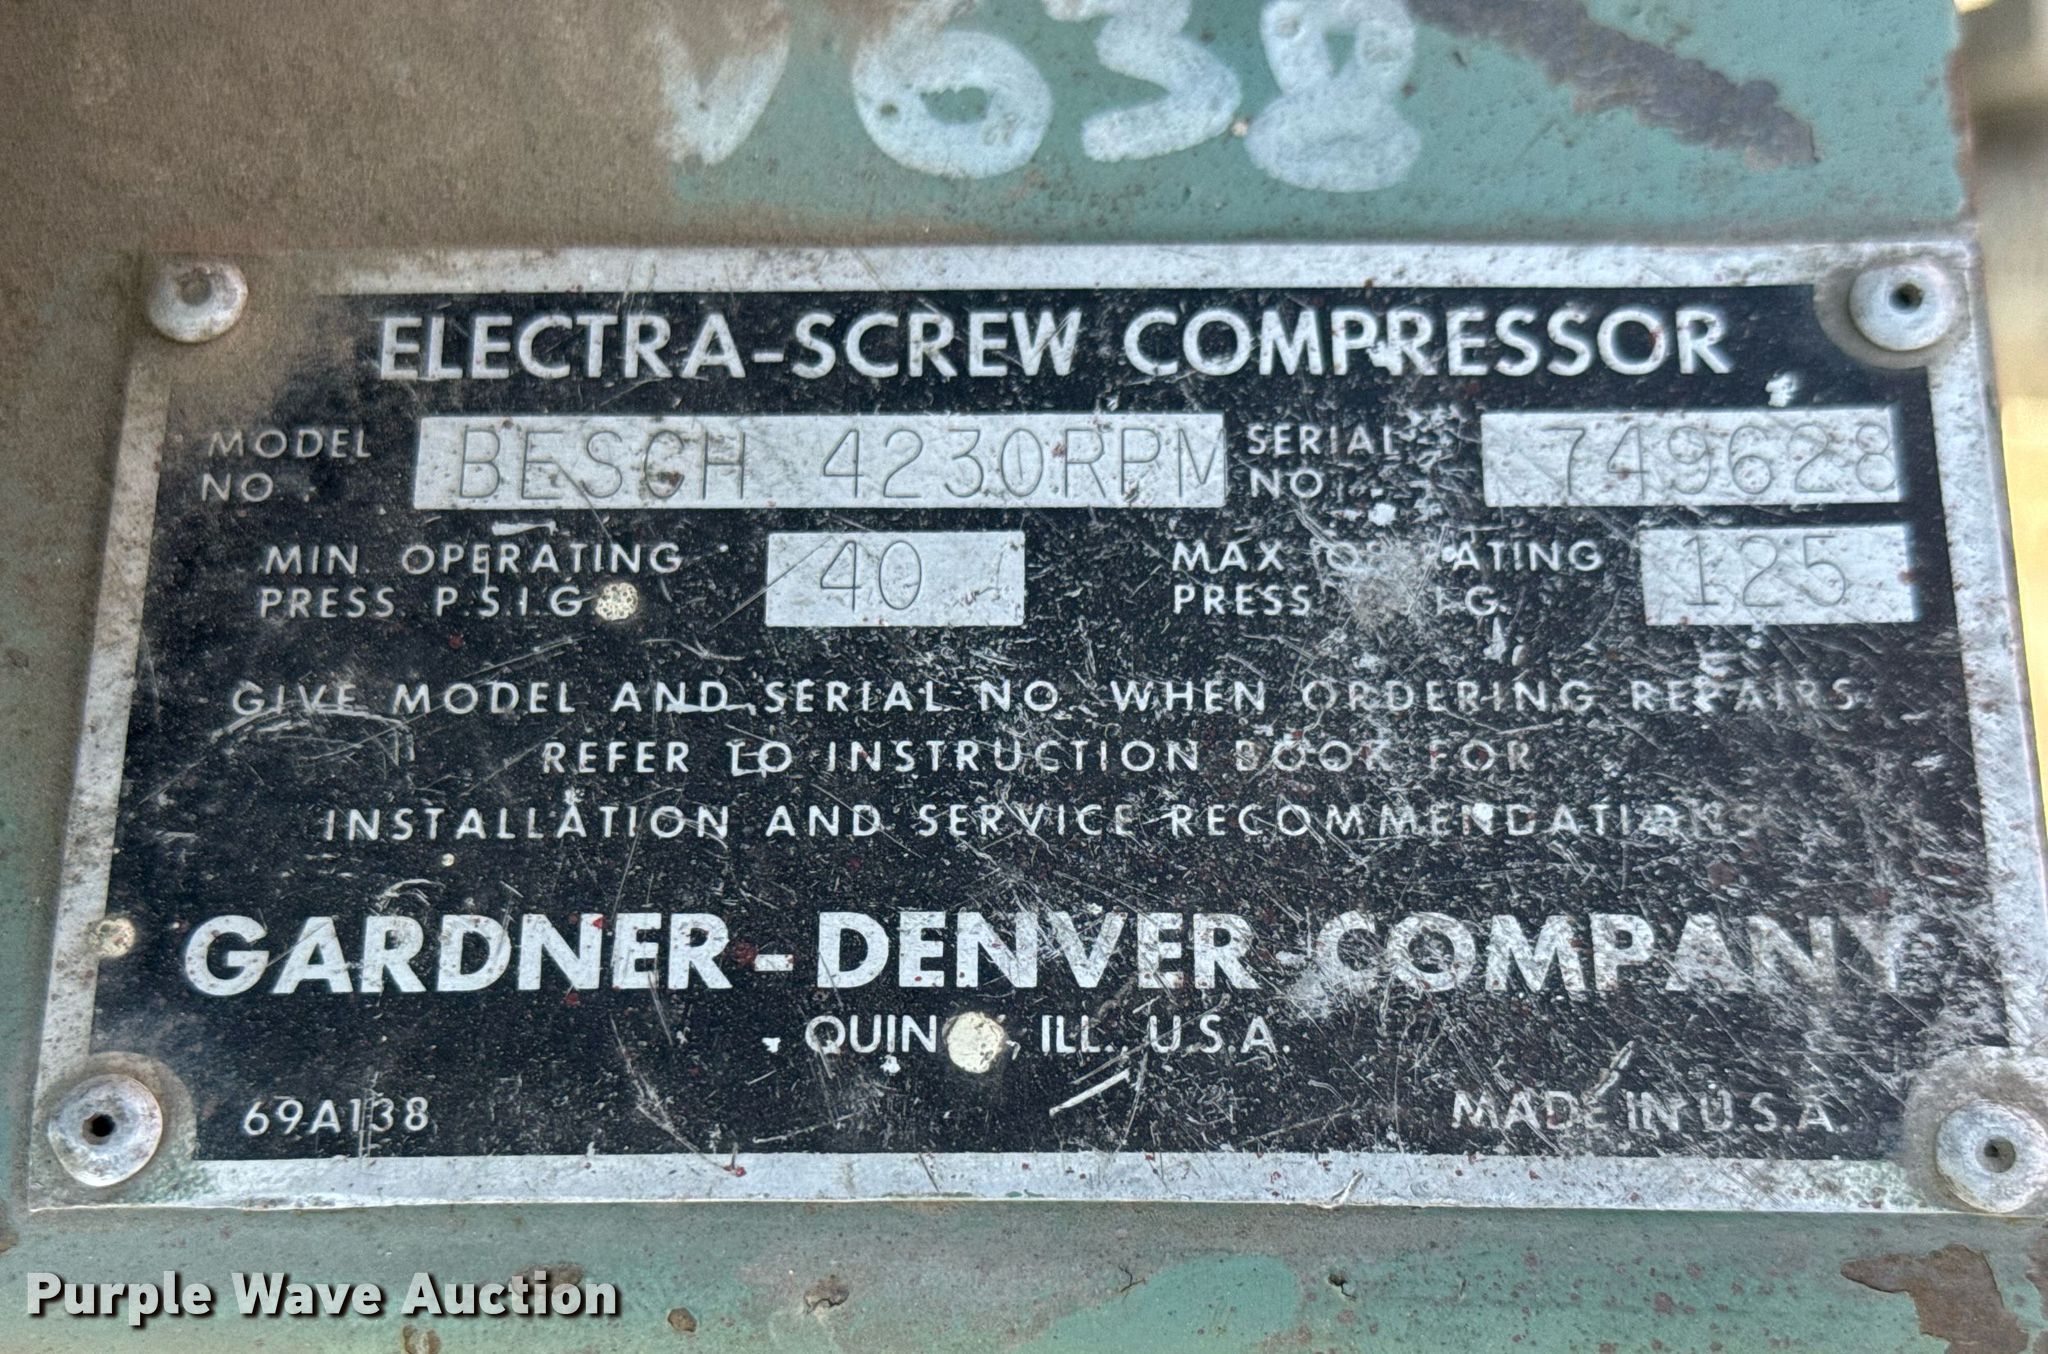 V638
ELECTRA-SCREW COMPRESSOR
MODEL NO. BESGH 4230RPM SERIAL NO. 749628
MIN. OPERATING PRESS P.S.I.G. 40 MAX OPERATING PRESS P.S.I.G. 125
GIVE MODEL AND SERIAL NO. WHEN ORDERING REPAIRS.
REFER TO INSTRUCTION BOOK FOR
INSTALLATION AND SERVICE RECOMMENDATIONS
GARDNER-DENVER COMPANY
QUINCY, ILL., U.S.A.
69A138
MADE IN U.S.A.
Purple Wave Auction